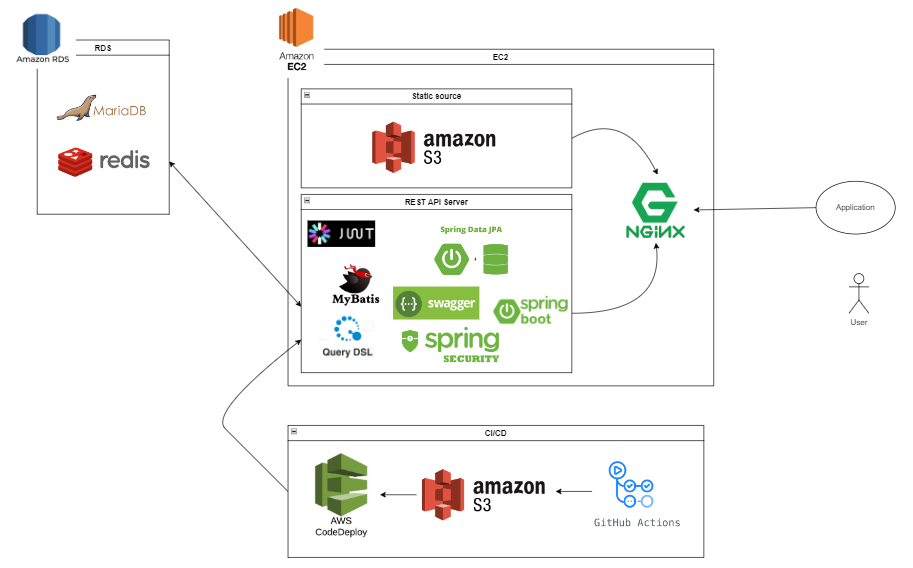 Amazon RDS
RDS
MariaDB
redis
Amazon
EC2
EC2
Static source
amazon
S3
REST API Server
JWT
Spring Data JPA
+
MyBatis
{···}
swagger
spring
boot
Query DSL
spring
SECURITY
NGINX
Application
User
CI/CD
AWS
CodeDeploy
amazon
S3
GitHub Actions